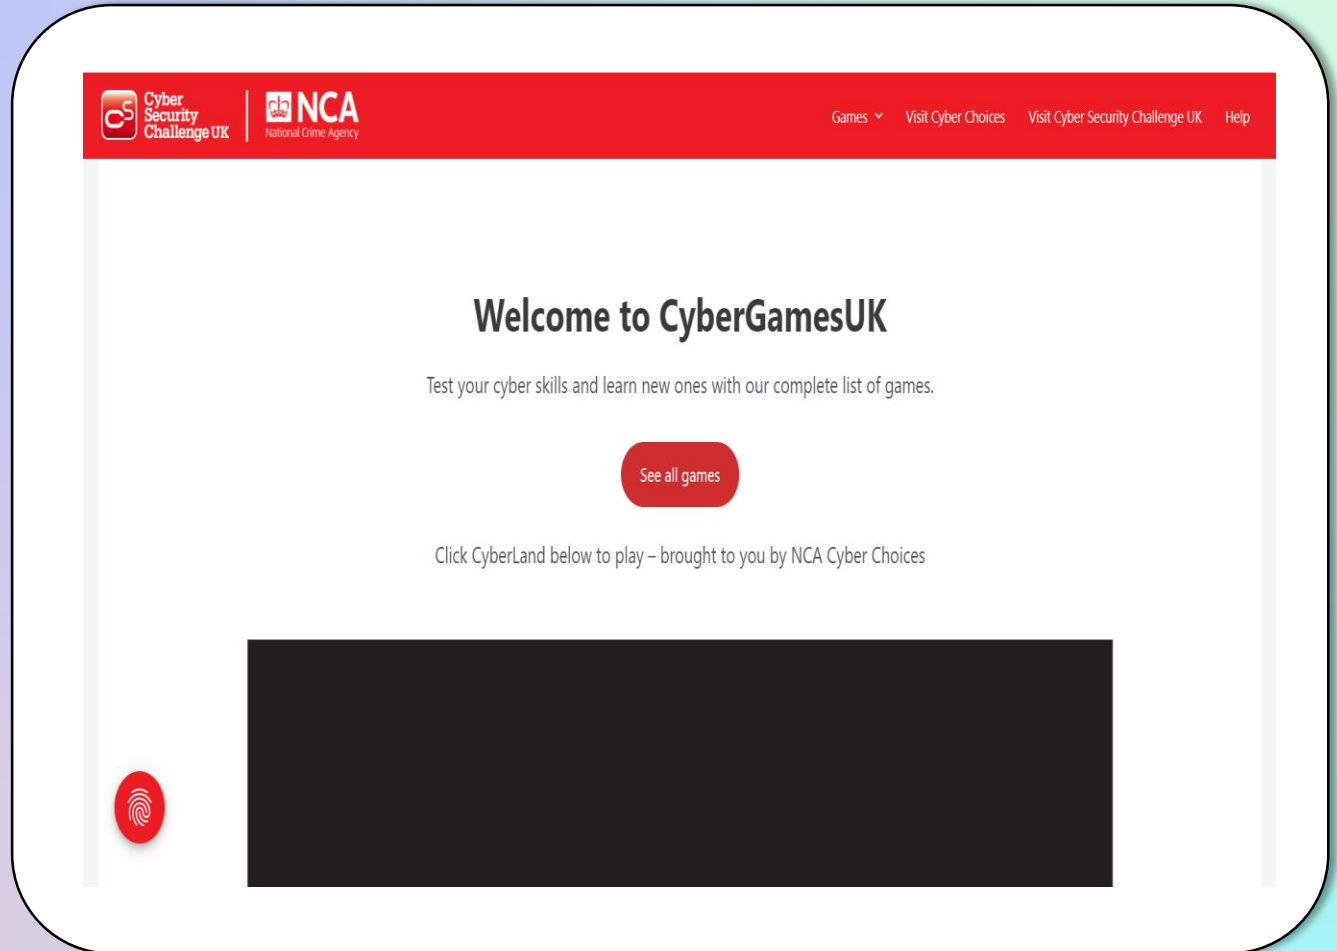 Cyber
Security
Challenge UK
NCA
National Crime Agency
Games Visit Cyber Choices Visit Cyber Security Challenge UK Help
Welcome to CyberGamesUK
Test your cyber skills and learn new ones with our complete list of games.
See all games
Click CyberLand below to play – brought to you by NCA Cyber Choices